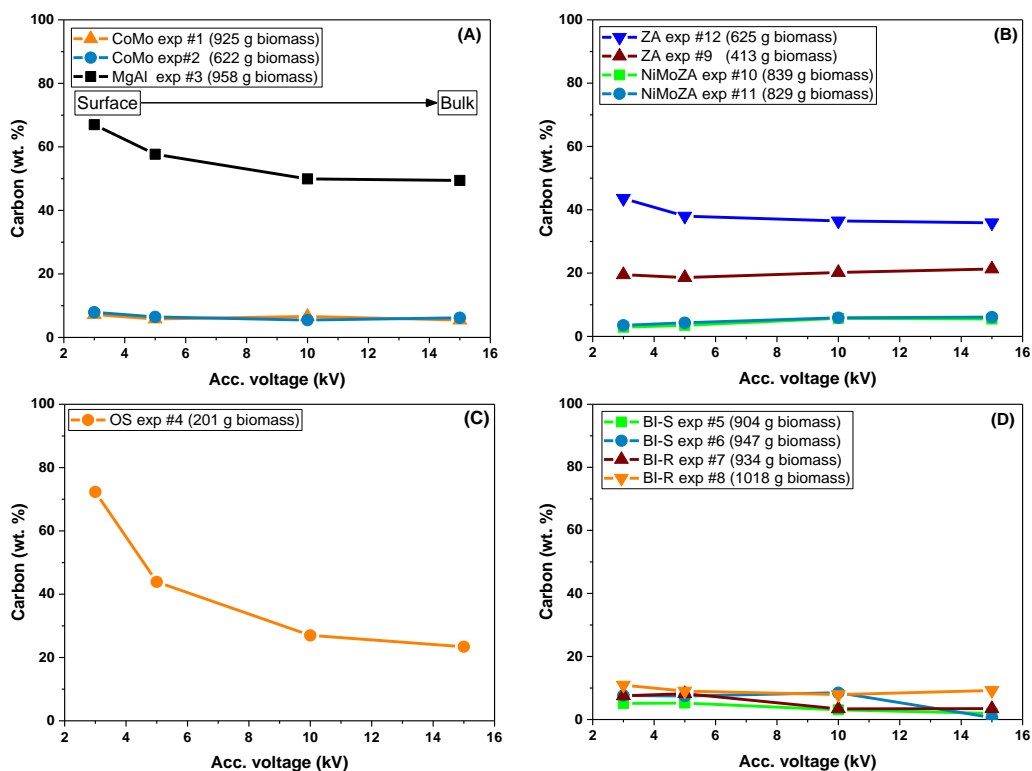 (A)
CoMo exp #1 (925 g biomass)
CoMo exp#2 (622 g biomass)
MgAl exp #3 (958 g biomass)
Surface
Bulk
Carbon (wt. %)
100
80
60
40
20
0
2 4 6 8 10 12 14 16
Acc. voltage (kV)
(B)
ZA exp #12 (625 g biomass)
ZA exp #9 (413 g biomass)
NiMoZA exp #10 (839 g biomass)
NiMoZA exp #11 (829 g biomass)
Carbon (wt. %)
100
80
60
40
20
0
2 4 6 8 10 12 14 16
Acc. voltage (kV)
(C)
OS exp #4 (201 g biomass)
Carbon (wt. %)
100
80
60
40
20
0
2 4 6 8 10 12 14 16
Acc. voltage (kV)
(D)
BI-S exp #5 (904 g biomass)
BI-S exp #6 (947 g biomass)
BI-R exp #7 (934 g biomass)
BI-R exp #8 (1018 g biomass)
Carbon (wt. %)
100
80
60
40
20
0
2 4 6 8 10 12 14 16
Acc. voltage (kV)